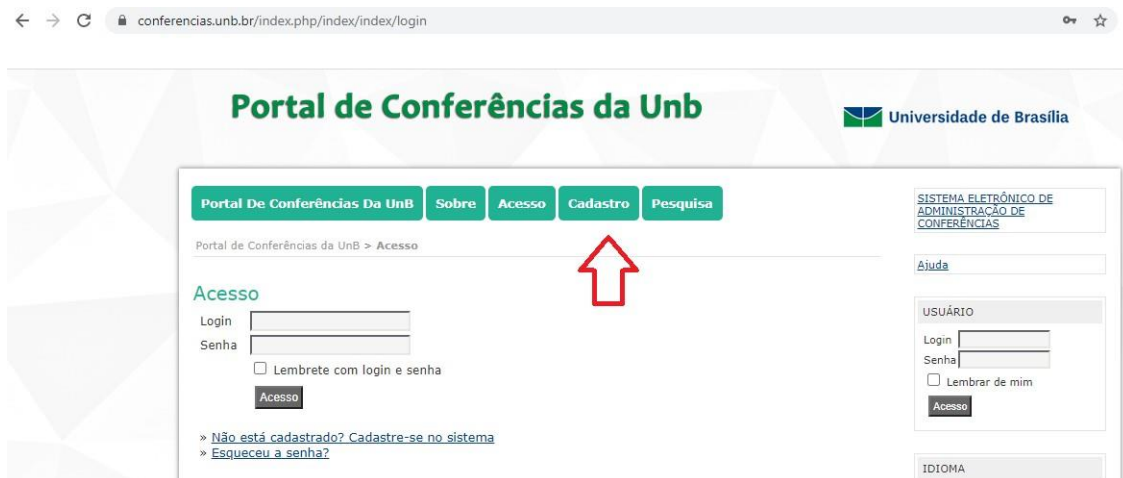 conferencias.unb.br/index.php/index/index/login
Portal de Conferências da Unb
Universidade de Brasília
Portal De Conferências Da UnB Sobre Acesso Cadastro Pesquisa
Portal de Conferências da UnB > Acesso
Acesso
Login
Senha
Lembrete com login e senha
Acesso
» Não está cadastrado? Cadastre-se no sistema
» Esqueceu a senha?
SISTEMA ELETRÔNICO DE
ADMINISTRAÇÃO DE
CONFERÊNCIAS
Ajuda
USUÁRIO
Login
Senha
Lembrar de mim
Acesso
IDIOMA